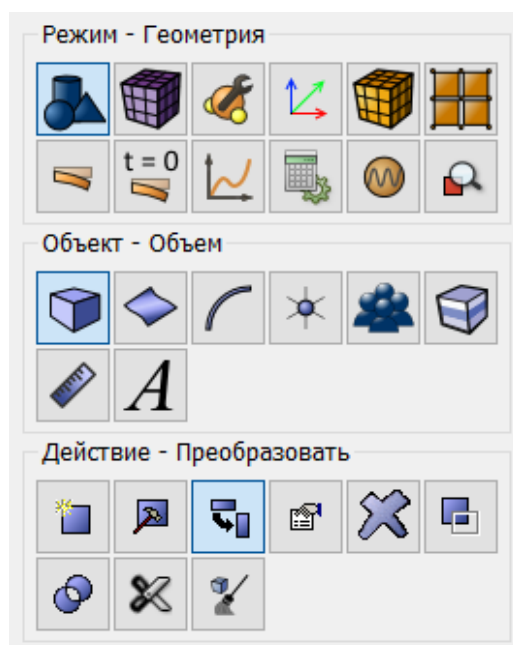 Режим - Геометрия
t = 0
Объект - Объем
A
Действие - Преобразовать